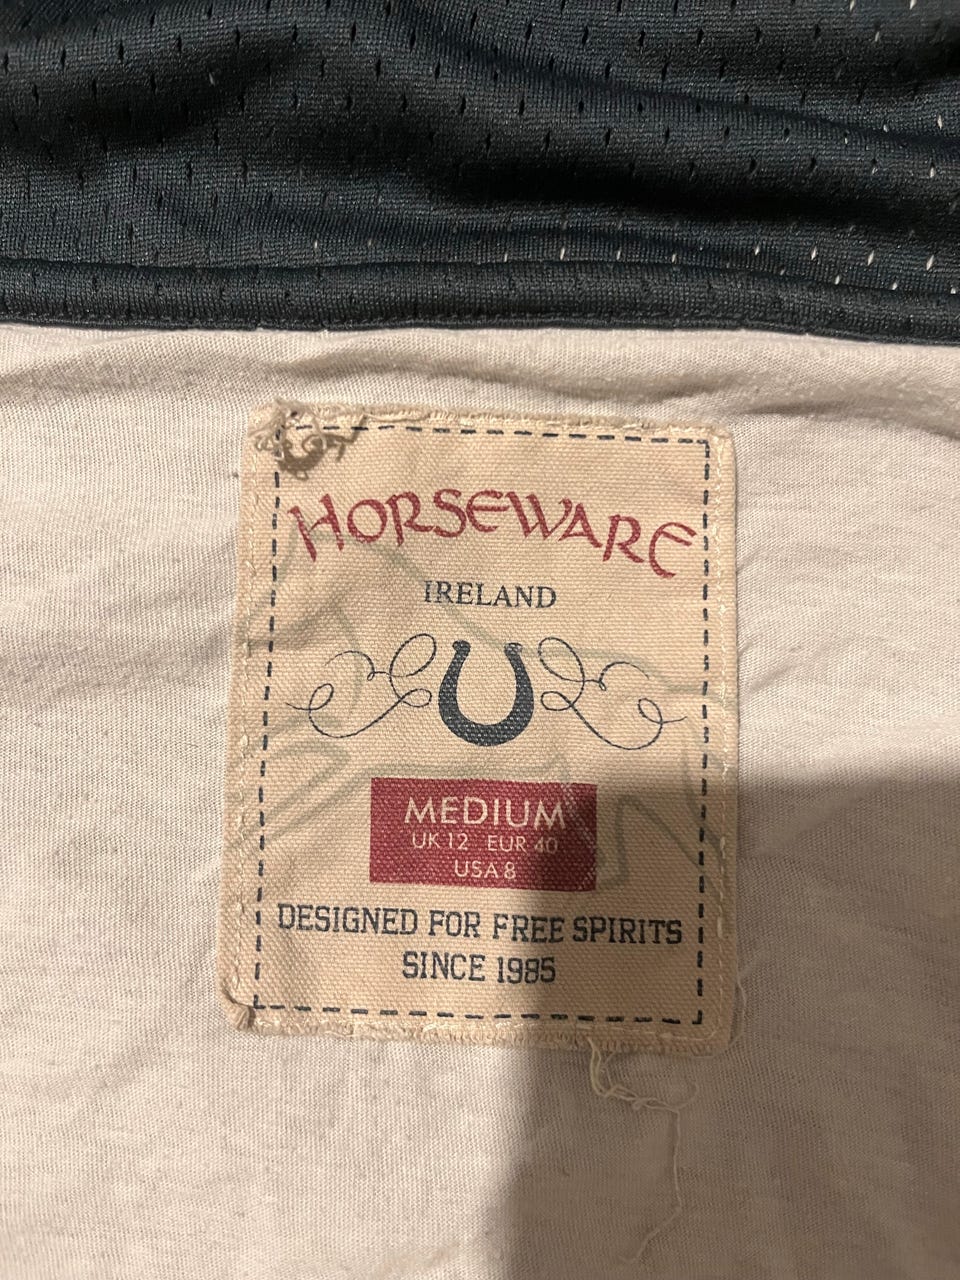 HORSEWARE
IRELAND
MEDIUM
UK 12 EUR 40
USA 8
DESIGNED FOR FREE SPIRITS
SINCE 1985